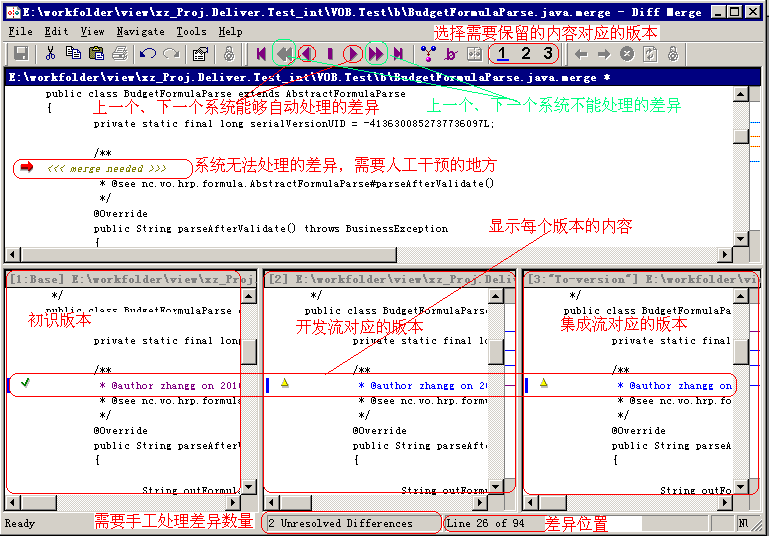 E:\workfolder\view\xz_Proj.Deliver.Test_int\VOB.Test\b\BudgetFormulaParse.java.merge - Diff Merge
File Edit View Navigate Tools Help
选择需要保留的内容对应的版本
1 2 3
E:\workfolder\view\xz_Proj.Deliver.Test_int\VOB.Test\b\BudgetFormulaParse.java.merge *
public class BudgetFormulaParse extends AbstractFormulaParse
{
上一个、下一个系统能够自动处理的差异
上一个、下一个系统不能处理的差异
private static final long serialVersionUID = -4136300852737736097L;
/**
<<< merge needed >>>
系统无法处理的差异，需要人工干预的地方
* @see nc.vo.hrp.formula.AbstractFormulaParse#parseAfterValidate()
*/
@Override
public String parseAfterValidate() throws BusinessException
{
显示每个版本的内容
[1:Base] E:\workfolder\view\xz_Proj.
*/
public class BudgetFormulaParse
初识版本
private static final lon
/**
* @author zhangg on 201
* @see nc.vo.hrp.formula
*/
@Override
public String parseAfterV
{
String outFormula
[2] E:\workfolder\view\xz_Proj.Deliv
*/
public class BudgetFormulaPars
开发流对应的版本
private static final lo
/**
* @author zhangg on 20
* @see nc.vo.hrp.formu
*/
@Override
public String parseAfte
{
String outFormu
[3:"To-version"] E:\workfolder\vi
*/
public class BudgetFormulaPa
集成流对应的版本
private static final
/**
* @author zhangg on
* @see nc.vo.hrp.fo
*/
@Override
public String parseA
{
String outF
Ready
需要手工处理差异数量
2 Unresolved Differences
Line 26 of 94
差异位置